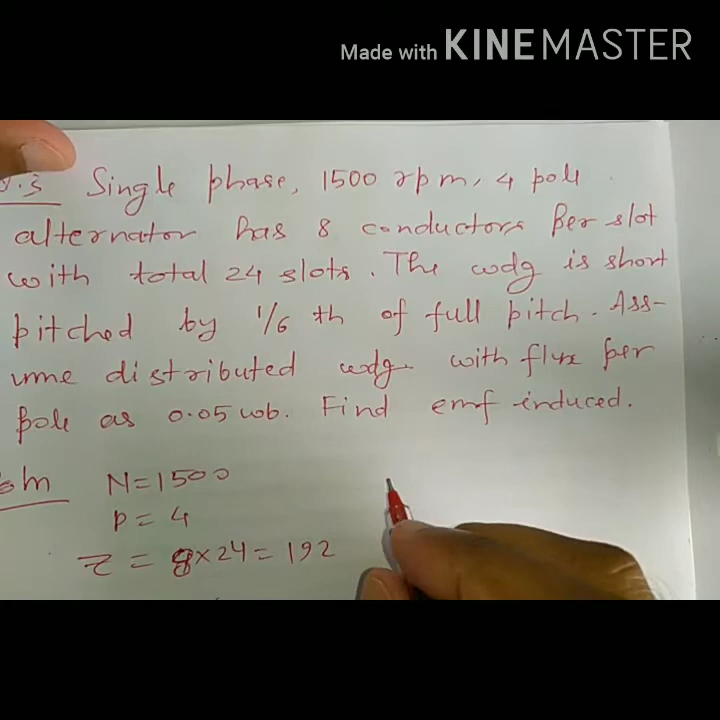 Made with KINEMASTER
Single phase, 1500 rpm, 4 pole
alternator has 8 conductors per slot
with total 24 slots. The wdg is short
pitched by 1/6 th of full pitch. Ass-
ume distributed wdg with flux per
pole as 0.05 wb. Find emf induced.
N=1500
P = 4
Z = 8x24 = 192